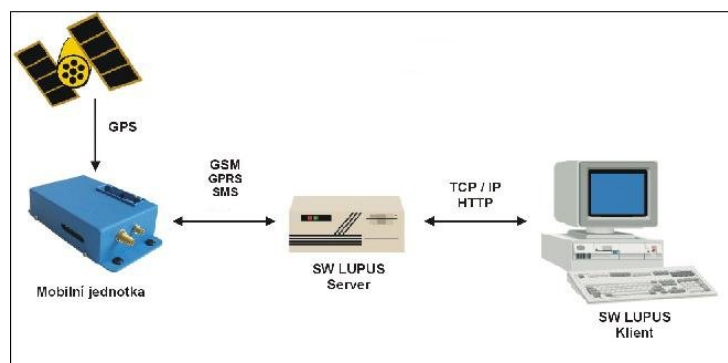 GPS
GSM
GPRS
SMS
TCP / IP
HTTP
Mobilní jednotka
SW LUPUS
Server
SW LUPUS
Klient